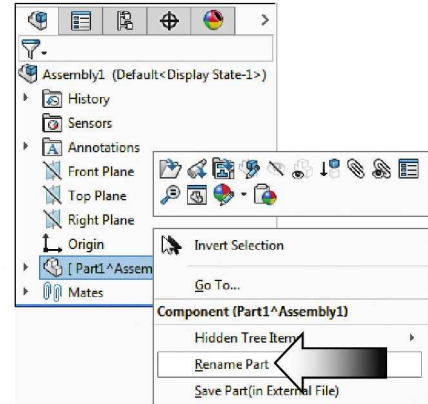 Assembly1 (Default<Display State-1>)
History
Sensors
A Annotations
Front Plane
Top Plane
Right Plane
Origin
[ Part1^Assem
Mates
Invert Selection
Go To...
Component (Part1^Assembly1)
Hidden Tree Items
Rename Part
Save Part(in External File)